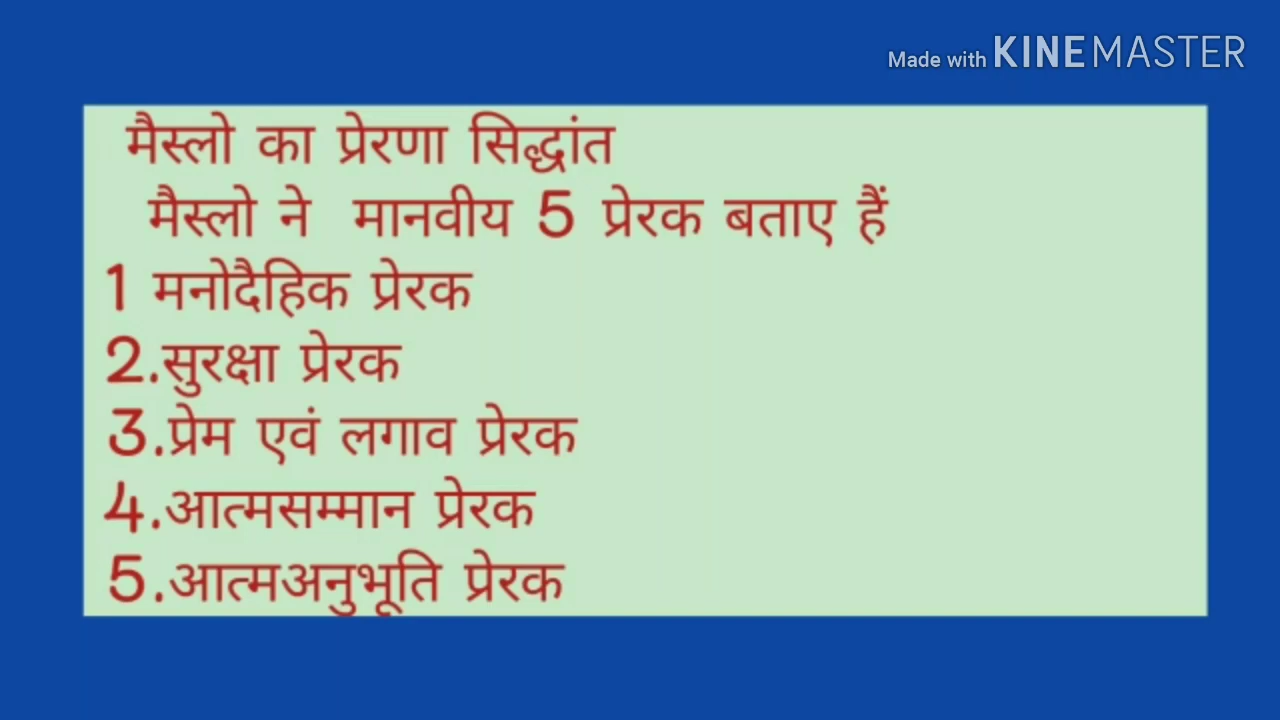 Made with KINEMASTER
मैस्लो का प्रेरणा सिद्धांत
मैस्लो ने मानवीय 5 प्रेरक बताए हैं
1 मनोदैहिक प्रेरक
2.सुरक्षा प्रेरक
3.प्रेम एवं लगाव प्रेरक
4.आत्मसम्मान प्रेरक
5.आत्मअनुभूति प्रेरक